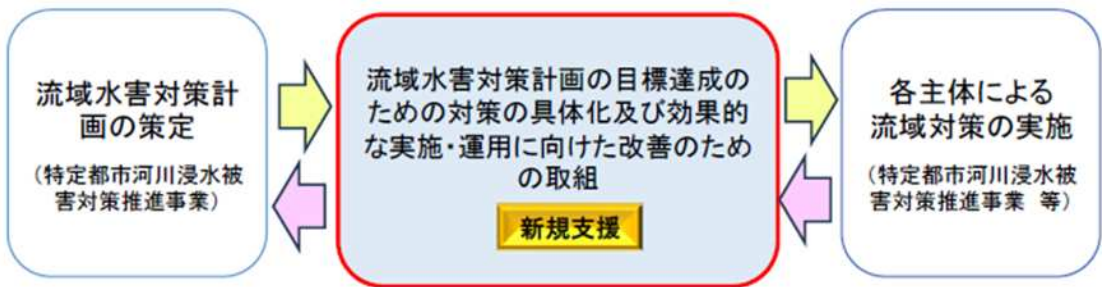 流域水害対策計
画の策定
（特定都市河川浸水被
害対策推進事業）
流域水害対策計画の目標達成の
ための対策の具体化及び効果的
な実施・運用に向けた改善のため
の取組
新規支援
各主体による
流域対策の実施
（特定都市河川浸水被
害対策推進事業 等）